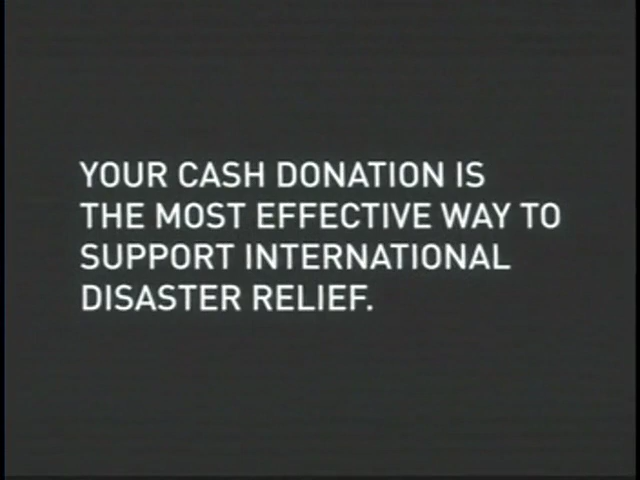 YOUR CASH DONATION IS
THE MOST EFFECTIVE WAY TO
SUPPORT INTERNATIONAL
DISASTER RELIEF.